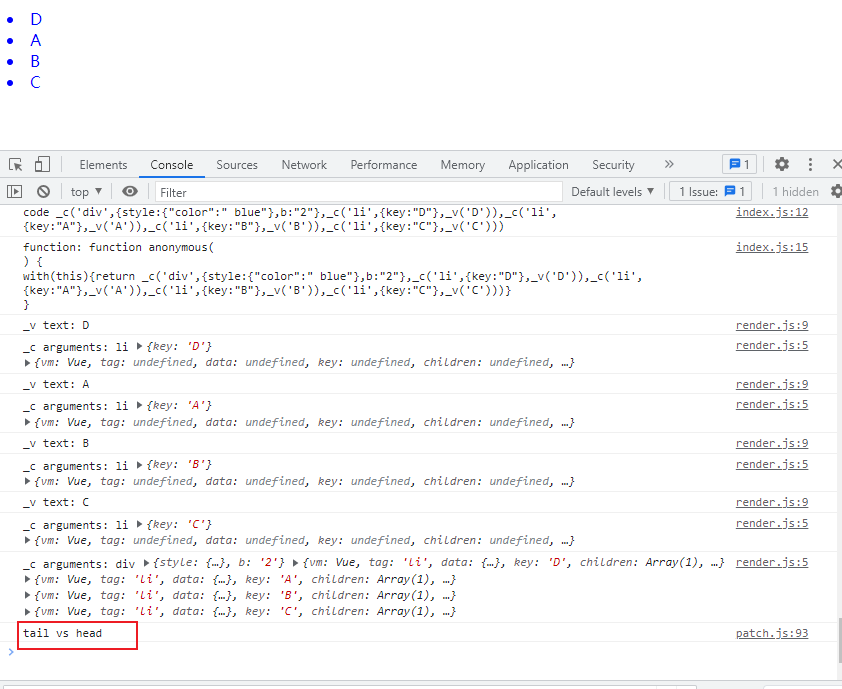 D
A
B
C
Elements Console Sources Network Performance Memory Application Security » 1
top ▼ Filter Default levels ▼ 1 Issue: 1 1 hidden
code _c('div',{style:{"color":" blue"},b:"2"},_c('li',{key:"D"},_v('D')),_c('li', index.js:12
{key:"A"},_v('A')),_c('li',{key:"B"},_v('B')),_c('li',{key:"C"},_v('C')))
function: function anonymous( index.js:15
) {
with(this){return _c('div',{style:{"color":" blue"},b:"2"},_c('li',{key:"D"},_v('D')),_c('li',
{key:"A"},_v('A')),_c('li',{key:"B"},_v('B')),_c('li',{key:"C"},_v('C')))}
}
_v text: D render.js:9
_c arguments: li ▶{key: 'D'} render.js:5
▶{vm: Vue, tag: undefined, data: undefined, key: undefined, children: undefined, …}
_v text: A render.js:9
_c arguments: li ▶{key: 'A'} render.js:5
▶{vm: Vue, tag: undefined, data: undefined, key: undefined, children: undefined, …}
_v text: B render.js:9
_c arguments: li ▶{key: 'B'} render.js:5
▶{vm: Vue, tag: undefined, data: undefined, key: undefined, children: undefined, …}
_v text: C render.js:9
_c arguments: li ▶{key: 'C'} render.js:5
▶{vm: Vue, tag: undefined, data: undefined, key: undefined, children: undefined, …}
_c arguments: div ▶{style: {…}, b: '2'} ▶{vm: Vue, tag: 'li', data: {…}, key: 'D', children: Array(1), …} render.js:5
▶{vm: Vue, tag: 'li', data: {…}, key: 'A', children: Array(1), …}
▶{vm: Vue, tag: 'li', data: {…}, key: 'B', children: Array(1), …}
▶{vm: Vue, tag: 'li', data: {…}, key: 'C', children: Array(1), …}
tail vs head patch.js:93